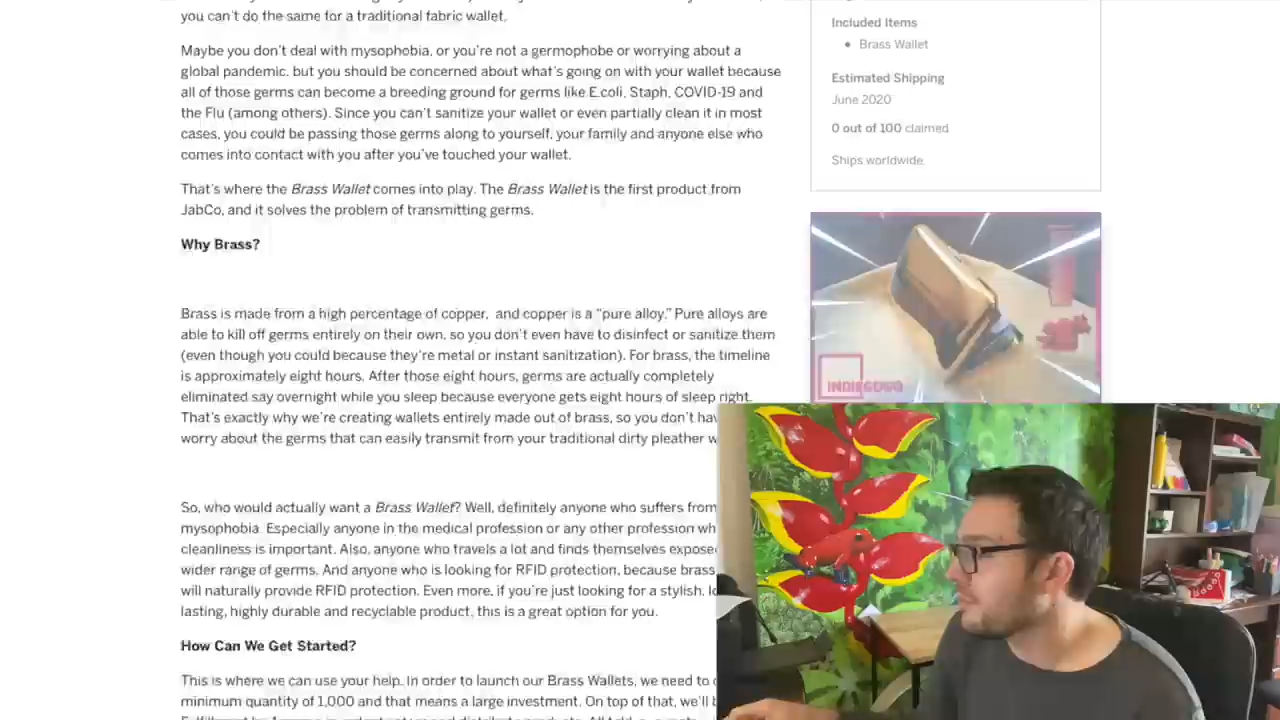 you can't do the same for a traditional fabric wallet.
Maybe you don't deal with mysophobia, or you're not a germophobe or worrying about a
global pandemic, but you should be concerned about what's going on with your wallet because
all of those germs can become a breeding ground for germs like E.coli, Staph, COVID-19 and
the Flu (among others). Since you can't sanitize your wallet or even partially clean it in most
cases, you could be passing those germs along to yourself, your family and anyone else who
comes into contact with you after you've touched your wallet.
That's where the Brass Wallet comes into play. The Brass Wallet is the first product from
JabCo, and it solves the problem of transmitting germs.
Why Brass?
Brass is made from a high percentage of copper, and copper is a "pure alloy." Pure alloys are
able to kill off germs entirely on their own, so you don't even have to disinfect or sanitize them
(even though you could because they're metal or instant sanitization). For brass, the timeline
is approximately eight hours. After those eight hours, germs are actually completely
eliminated say overnight while you sleep because everyone gets eight hours of sleep right.
That's exactly why we're creating wallets entirely made out of brass, so you don't hav
worry about the germs that can easily transmit from your traditional dirty pleather w
So, who would actually want a Brass Wallet? Well, definitely anyone who suffers from
mysophobia. Especially anyone in the medical profession or any other profession wh
cleanliness is important. Also, anyone who travels a lot and finds themselves expose
wider range of germs. And anyone who is looking for RFID protection, because brass
will naturally provide RFID protection. Even more, if you're just looking for a stylish, lo
lasting, highly durable and recyclable product, this is a great option for you.
How Can We Get Started?
This is where we can use your help. In order to launch our Brass Wallets, we need to
minimum quantity of 1,000 and that means a large investment. On top of that, we'll b
Included Items
Brass Wallet
Estimated Shipping
June 2020
0 out of 100 claimed
Ships worldwide.
INDIEGOGO